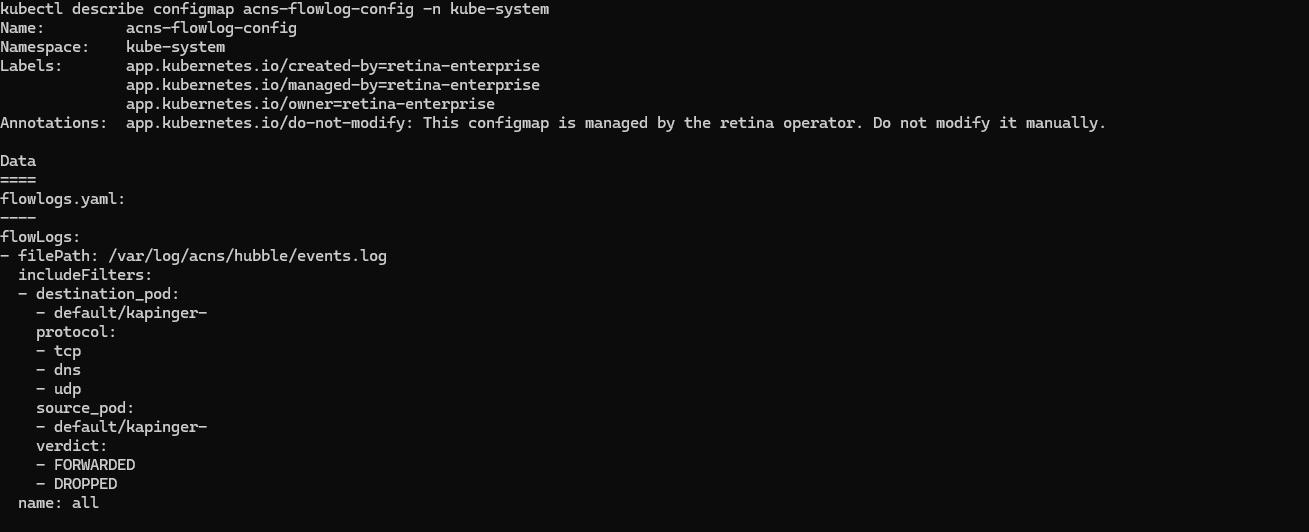 kubectl describe configmap acns-flowlog-config -n kube-system
Name:         acns-flowlog-config
Namespace:    kube-system
Labels:       app.kubernetes.io/created-by=retina-enterprise
              app.kubernetes.io/managed-by=retina-enterprise
              app.kubernetes.io/owner=retina-enterprise
Annotations:  app.kubernetes.io/do-not-modify: This configmap is managed by the retina operator. Do not modify it manually.

Data
====
flowlogs.yaml:
----
flowLogs:
- filePath: /var/log/acns/hubble/events.log
  includeFilters:
  - destination_pod:
    - default/kapinger-
    protocol:
    - tcp
    - dns
    - udp
    source_pod:
    - default/kapinger-
    verdict:
    - FORWARDED
    - DROPPED
  name: all